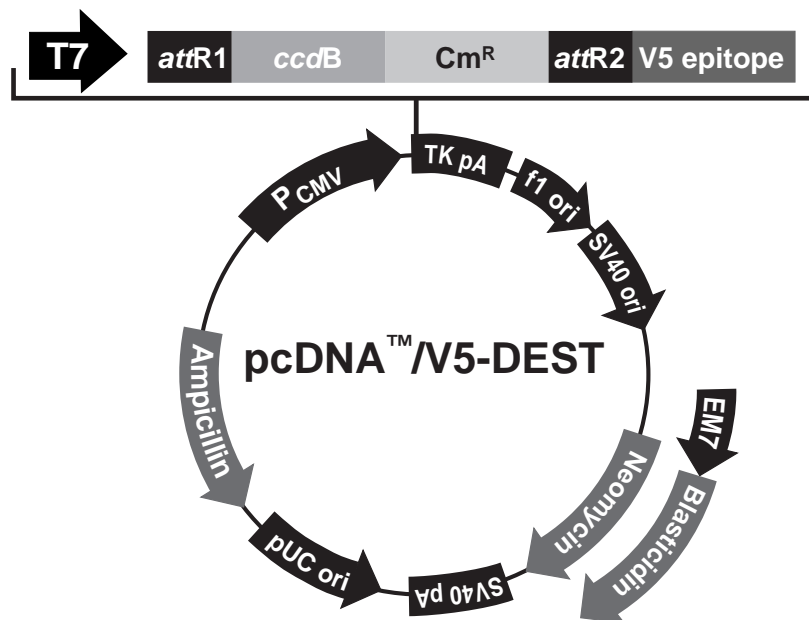 T7 attR1 ccdB CmR attR2 V5 epitope
PCMV
TK pA
f1 ori
SV40 ori
pcDNA™/V5-DEST
EM7
Neomycin
Blasticidin
SV40 pA
pUC ori
Ampicillin